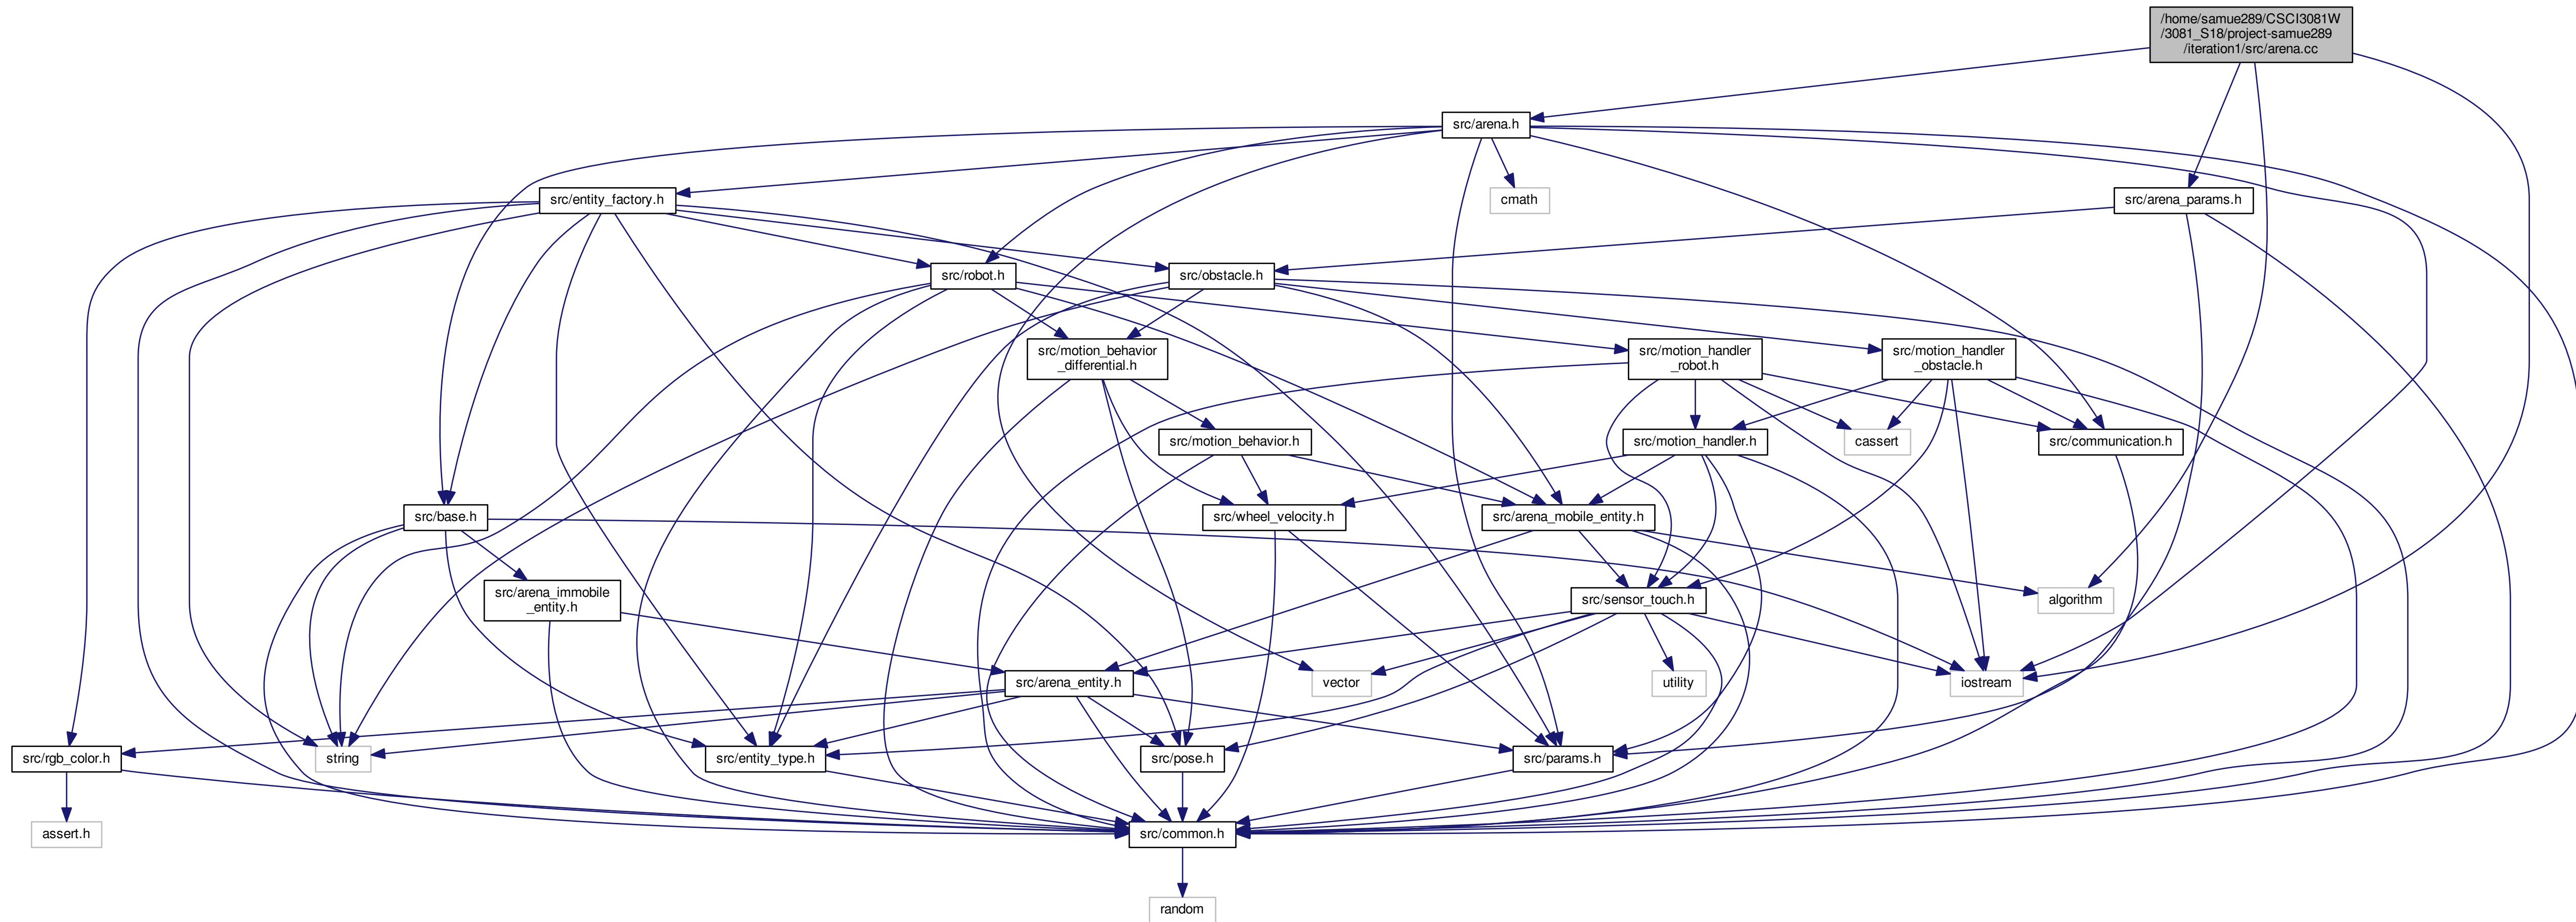 /home/samue289/CSCI3081W
/3081_S18/project-samue289
/iteration1/src/arena.cc
src/arena.h
src/entity_factory.h
cmath
src/arena_params.h
src/robot.h
src/obstacle.h
src/motion_behavior
_differential.h
src/motion_handler
_robot.h
src/motion_handler
_obstacle.h
src/motion_behavior.h
src/motion_handler.h
cassert
src/communication.h
src/base.h
src/wheel_velocity.h
src/arena_mobile_entity.h
src/arena_immobile
_entity.h
src/sensor_touch.h
algorithm
src/arena_entity.h
vector
utility
iostream
src/rgb_color.h
string
src/entity_type.h
src/pose.h
src/params.h
assert.h
src/common.h
random